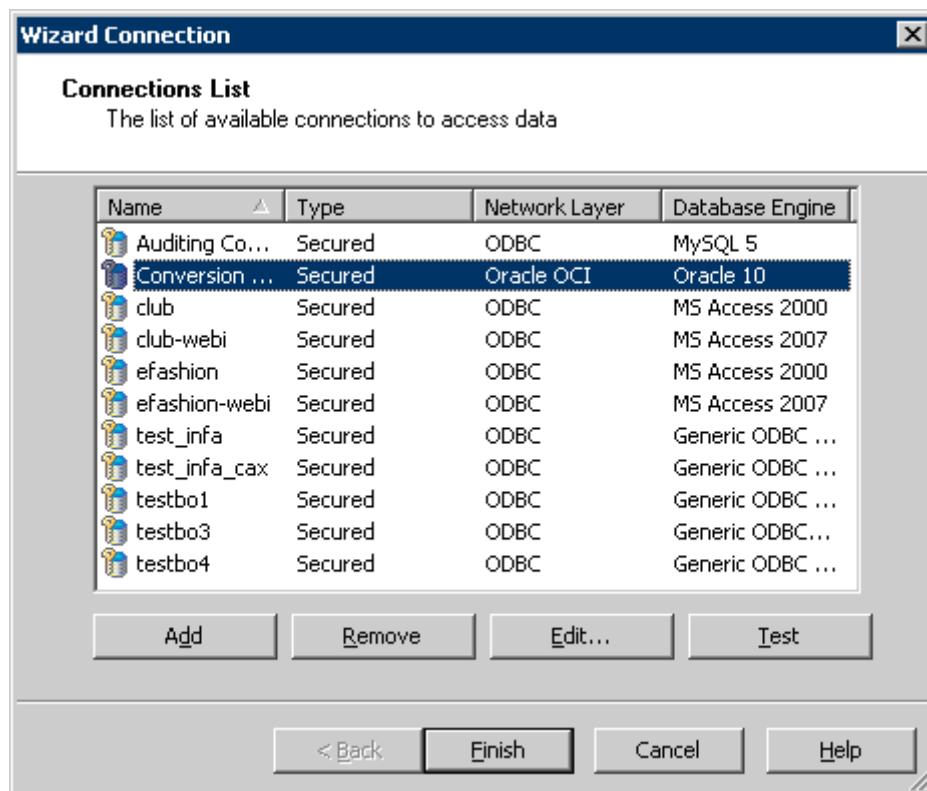 Wizard Connection
Connections List
The list of available connections to access data
Name Type Network Layer Database Engine
Auditing Co... Secured ODBC MySQL 5
Conversion ... Secured Oracle OCI Oracle 10
club Secured ODBC MS Access 2000
club-webi Secured ODBC MS Access 2007
efashion Secured ODBC MS Access 2000
efashion-webi Secured ODBC MS Access 2007
test_infa Secured ODBC Generic ODBC ...
test_infa_cax Secured ODBC Generic ODBC ...
testbo1 Secured ODBC Generic ODBC ...
testbo3 Secured ODBC Generic ODBC...
testbo4 Secured ODBC Generic ODBC ...
Add Remove Edit... Test
< Back Finish Cancel Help